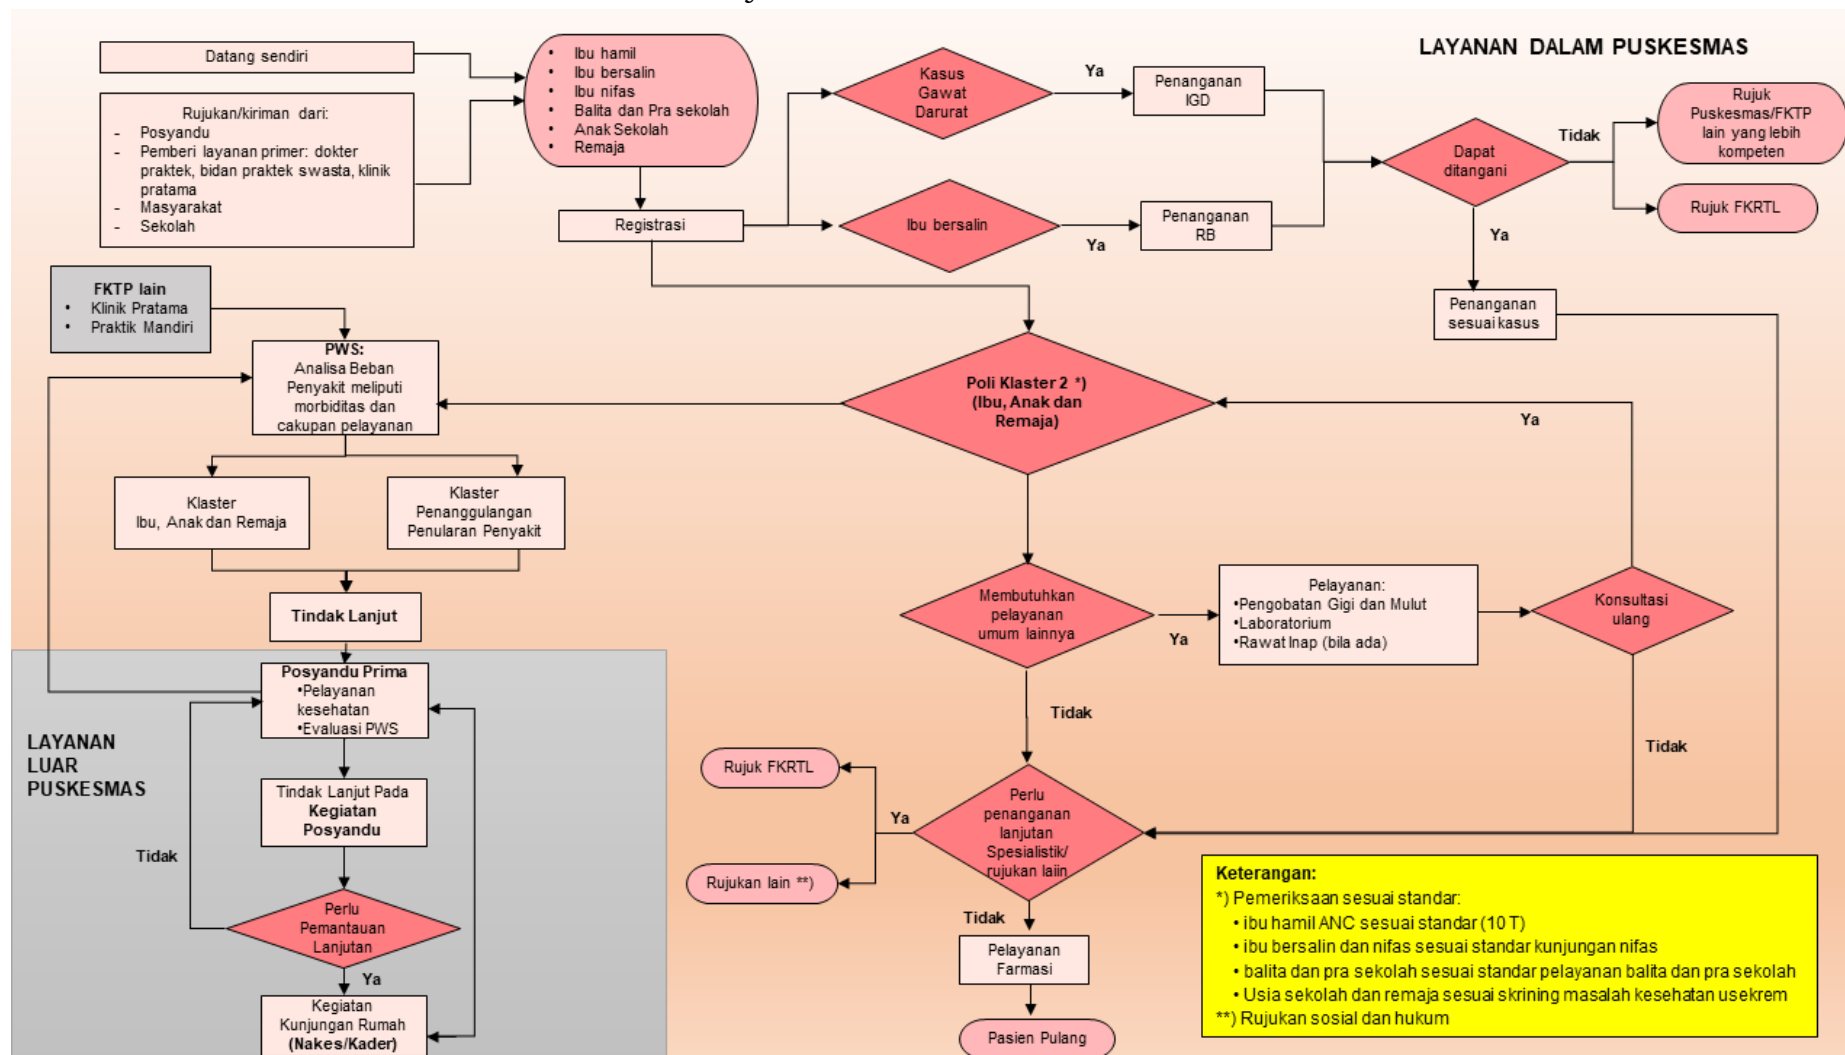 LAYANAN DALAM PUSKESMAS
Datang sendiri
Rujukan/kiriman dari:
- Posyandu
- Pemberi layanan primer: dokter
praktek, bidan praktek swasta, klinik
pratama
- Masyarakat
- Sekolah
• Ibu hamil
• Ibu bersalin
• Ibu nifas
• Balita dan Pra sekolah
• Anak Sekolah
• Remaja
Registrasi
Kasus
Gawat
Darurat
Ya
Penanganan
IGD
Ibu bersalin
Ya
Penanganan
RB
Dapat
ditangani
Tidak
Rujuk
Puskesmas/FKTP
lain yang lebih
kompeten
Rujuk FKRTL
Ya
Penanganan
sesuai kasus
FKTP lain
• Klinik Pratama
• Praktik Mandiri
PWS:
Analisa Beban
Penyakit meliputi
morbiditas dan
cakupan pelayanan
Poli Klaster 2 *)
(Ibu, Anak dan
Remaja)
Ya
Klaster
Ibu, Anak dan Remaja
Klaster
Penanggulangan
Penularan Penyakit
Tindak Lanjut
Membutuhkan
pelayanan
umum lainnya
Ya
Pelayanan:
•Pengobatan Gigi dan Mulut
•Laboratorium
•Rawat Inap (bila ada)
Konsultasi
ulang
Tidak
Tidak
LAYANAN
LUAR
PUSKESMAS
Posyandu Prima
•Pelayanan
kesehatan
•Evaluasi PWS
Tindak Lanjut Pada
Kegiatan
Posyandu
Tidak
Perlu
Pemantauan
Lanjutan
Ya
Kegiatan
Kunjungan Rumah
(Nakes/Kader)
Rujuk FKRTL
Ya
Rujukan lain **)
Perlu
penanganan
lanjutan
Spesialistik/
rujukan laiin
Tidak
Pelayanan
Farmasi
Pasien Pulang
Keterangan:
*) Pemeriksaan sesuai standar:
• ibu hamil ANC sesuai standar (10 T)
• ibu bersalin dan nifas sesuai standar kunjungan nifas
• balita dan pra sekolah sesuai standar pelayanan balita dan pra sekolah
• Usia sekolah dan remaja sesuai skrining masalah kesehatan usekrem
**) Rujukan sosial dan hukum